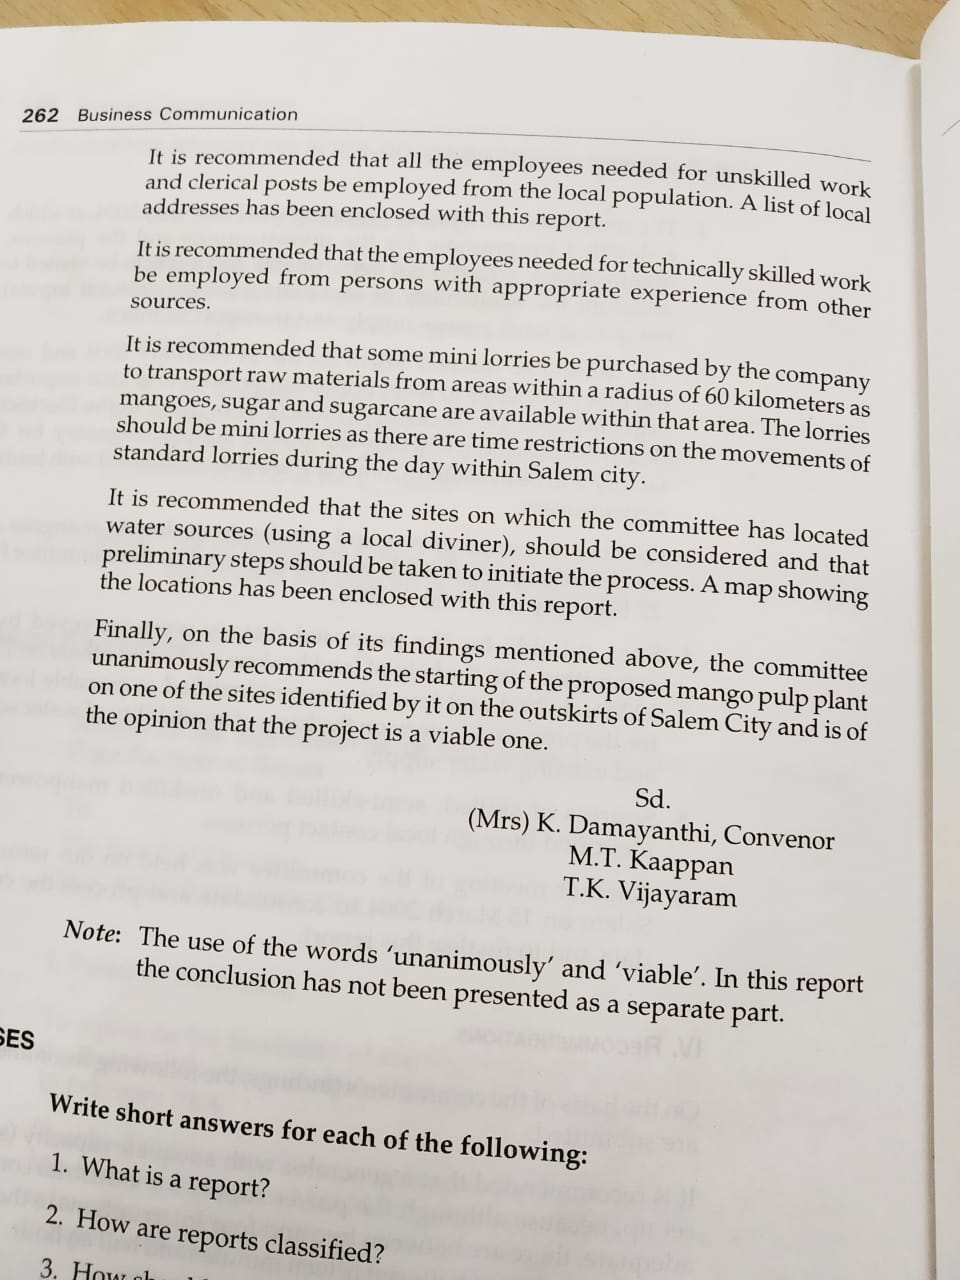 262 Business Communication
It is recommended that all the employees needed for unskilled work
and clerical posts be employed from the local population. A list of local
addresses has been enclosed with this report.
It is recommended that the employees needed for technically skilled work
be employed from persons with appropriate experience from other
sources.
It is recommended that some mini lorries be purchased by the company
to transport raw materials from areas within a radius of 60 kilometers as
mangoes, sugar and sugarcane are available within that area. The lorries
should be mini lorries as there are time restrictions on the movements of
standard lorries during the day within Salem city.
It is recommended that the sites on which the committee has located
water sources (using a local diviner), should be considered and that
preliminary steps should be taken to initiate the process. A map showing
the locations has been enclosed with this report.
Finally, on the basis of its findings mentioned above, the committee
unanimously recommends the starting of the proposed mango pulp plant
on one of the sites identified by it on the outskirts of Salem City and is of
the opinion that the project is a viable one.
Sd.
(Mrs) K. Damayanthi, Convenor
M.T. Kaappan
T.K. Vijayaram
Note: The use of the words ‘unanimously’ and ‘viable’. In this report
the conclusion has not been presented as a separate part.
SES
Write short answers for each of the following:
1. What is a report?
2. How are reports classified?
3. How